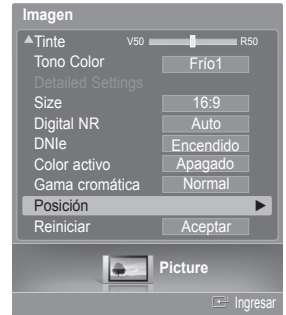 Imagen
▲Tinte V50 R50
Tono Color Frío1
Detailed Settings
Size 16:9
Digital NR Auto
DNIe Encendido
Color activo Apagado
Gama cromática Normal
Posición ►
Reiniciar Aceptar
Picture
Ingresar